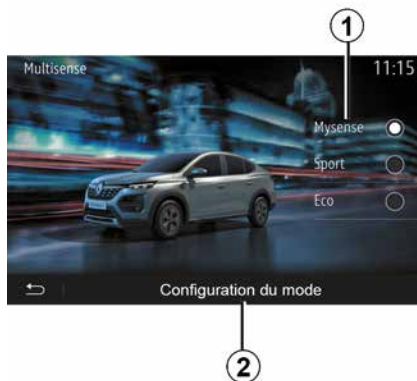 1
Multisense 11:15
Mysense
Sport
Eco
Configuration du mode
2